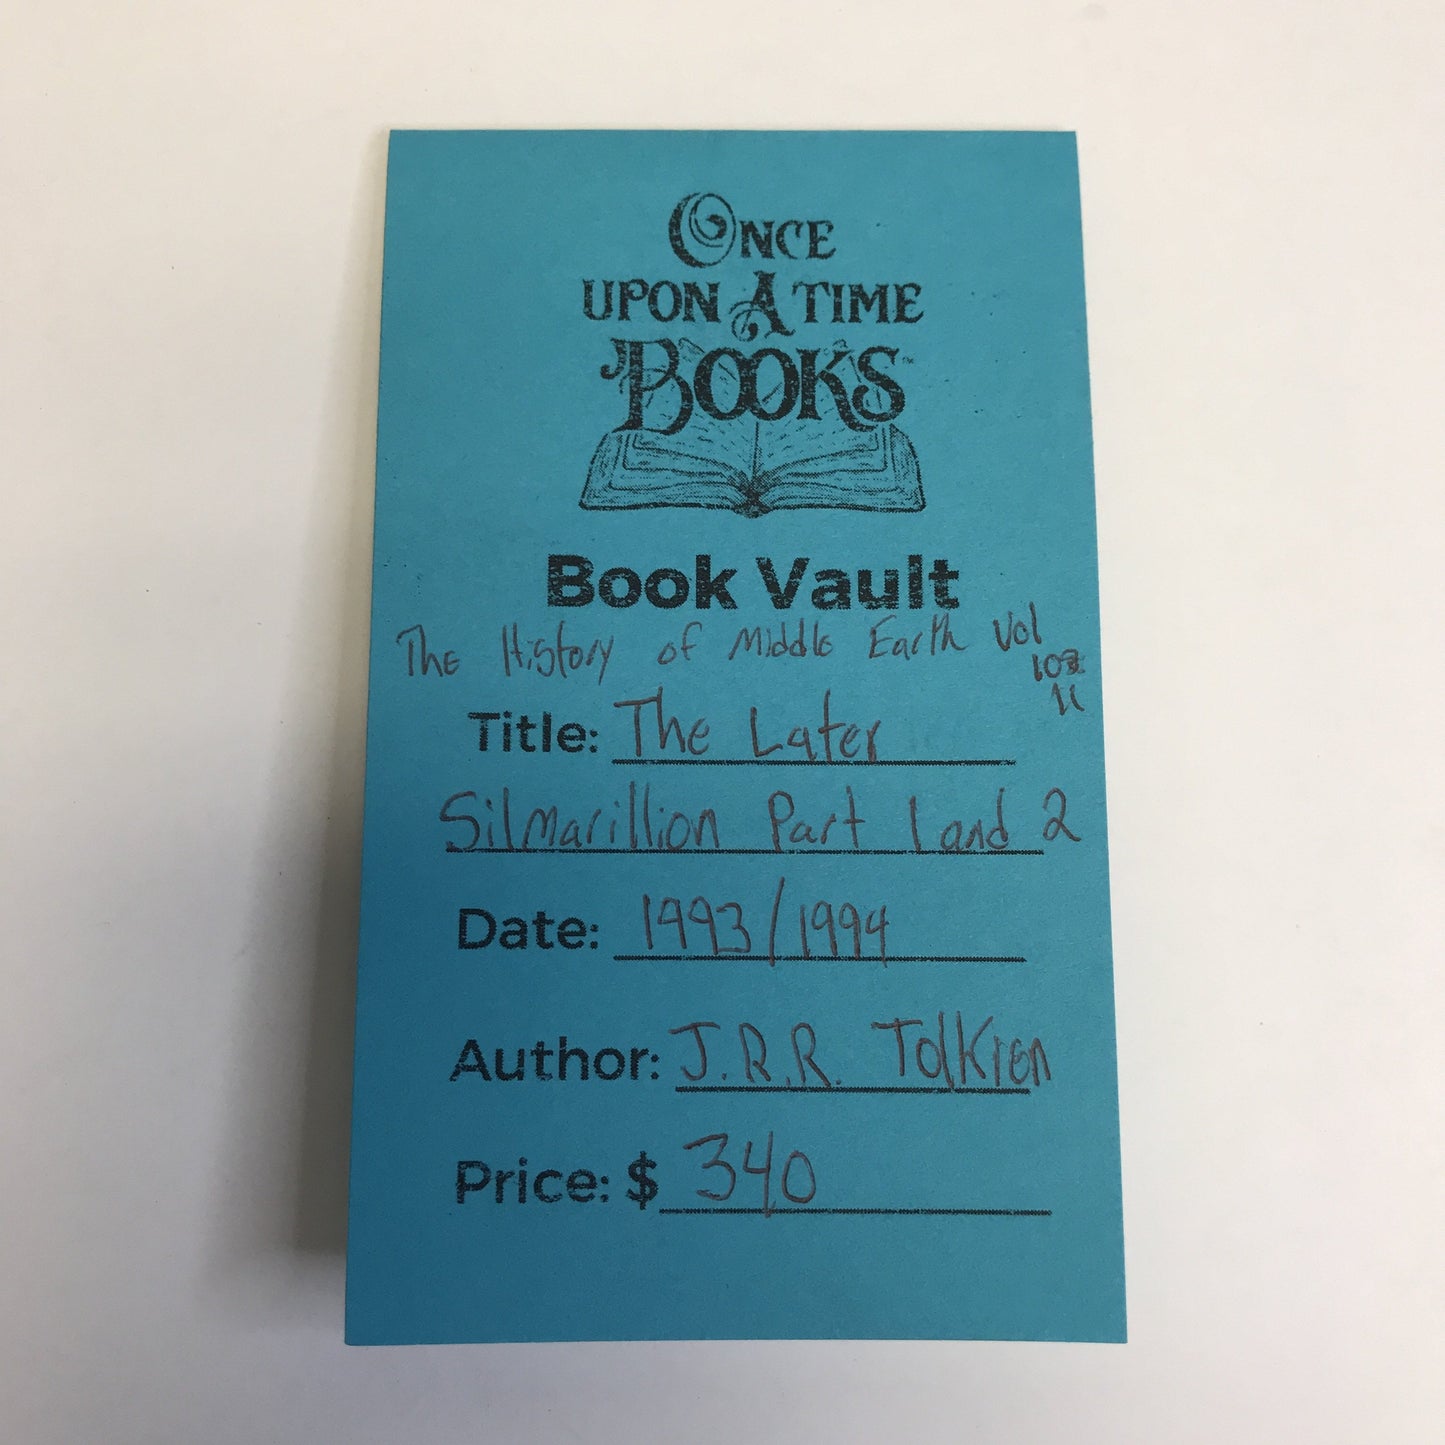 ONCE
UPON A TIME
BOOKS
Book Vault
The History of Middle Earth Vol
10&
11
Title: The Later
Silmarillion Part 1 and 2
Date: 1993/1994
Author: J.R.R. Tolkien
Price: $ 340